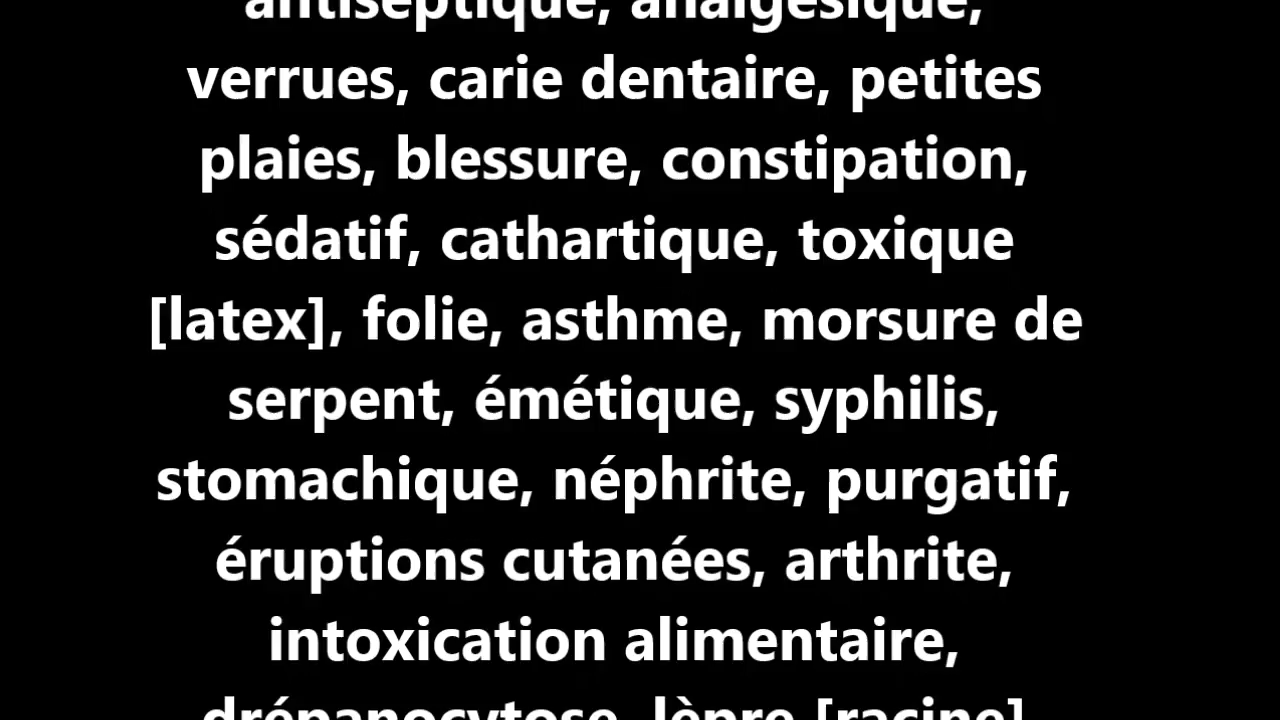 antiseptique, analgésique,
verrues, carie dentaire, petites
plaies, blessure, constipation,
sédatif, cathartique, toxique
[latex], folie, asthme, morsure de
serpent, émétique, syphilis,
stomachique, néphrite, purgatif,
éruptions cutanées, arthrite,
intoxication alimentaire,
drépanocytose, lèpre [racine]